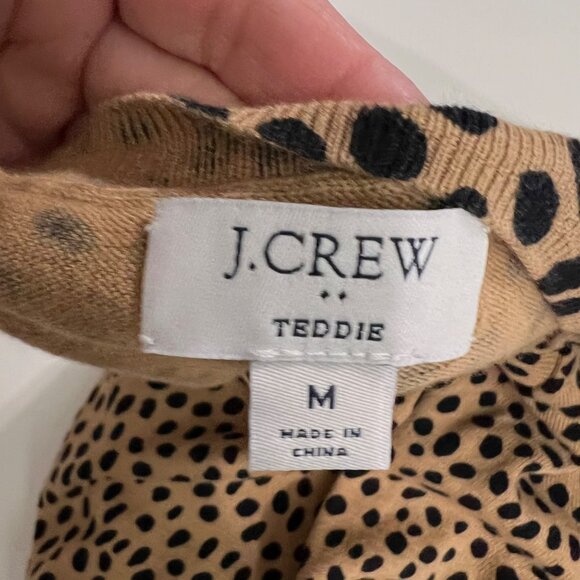 J.CREW
··
TEDDIE
M
MADE IN
CHINA